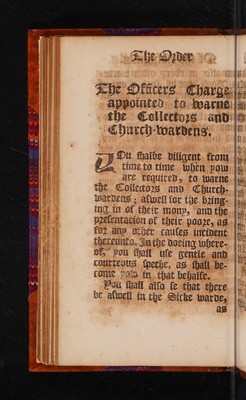 The Order
The Officers Charge
appointed to warne
the Collectors and
Church-wardens.
YOu shalbe diligent from
time to time when yow
are required, to warne
the Collectors and Church-
wardens; aswell for the bring-
ing in of their mony, and the
presentacion of their poore, as
for any other causes incident
thereunto. In the doeing where-
of, you shall use gentle and
courteous speche, as shall be-
come yow in that behalfe.
You shall also se that there
be aswell in the Sicke warde,
as